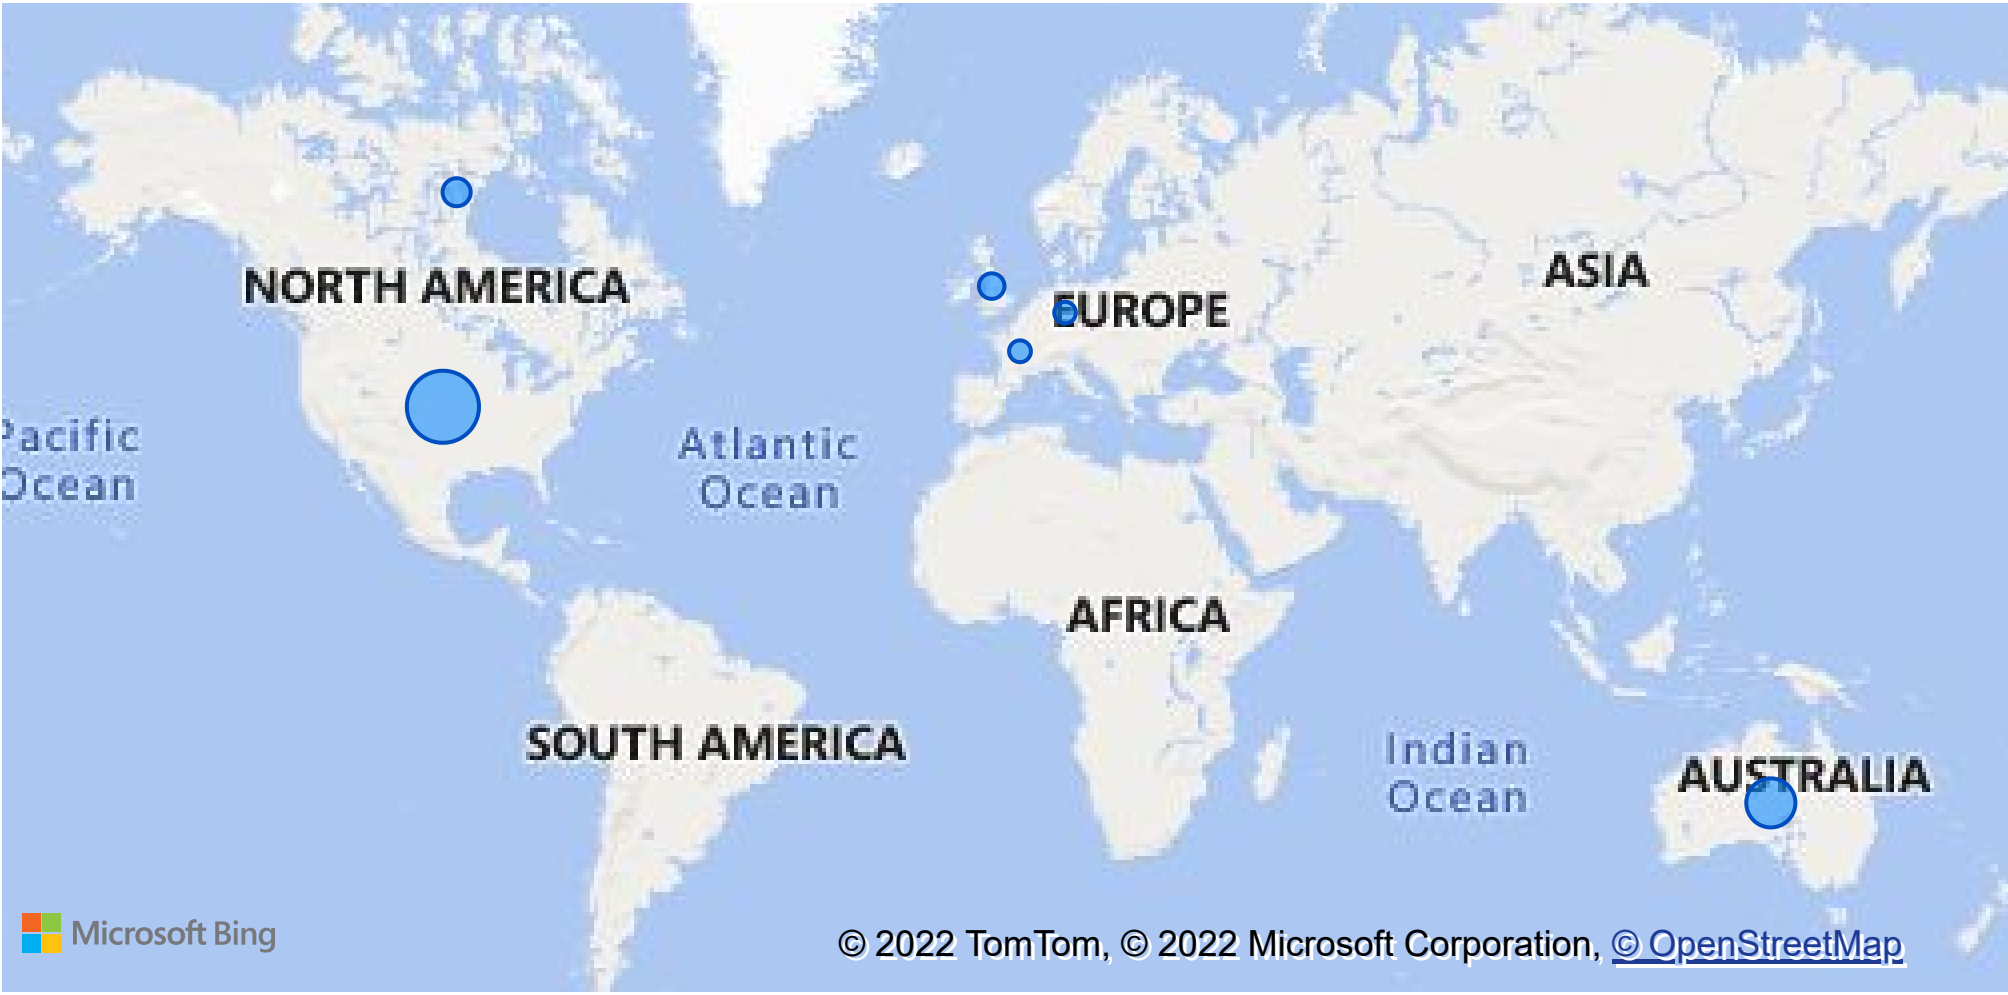 NORTH AMERICA
EUROPE
ASIA
Pacific
Ocean
Atlantic
Ocean
AFRICA
SOUTH AMERICA
Indian
Ocean
AUSTRALIA
Microsoft Bing
© 2022 TomTom, © 2022 Microsoft Corporation, © OpenStreetMap